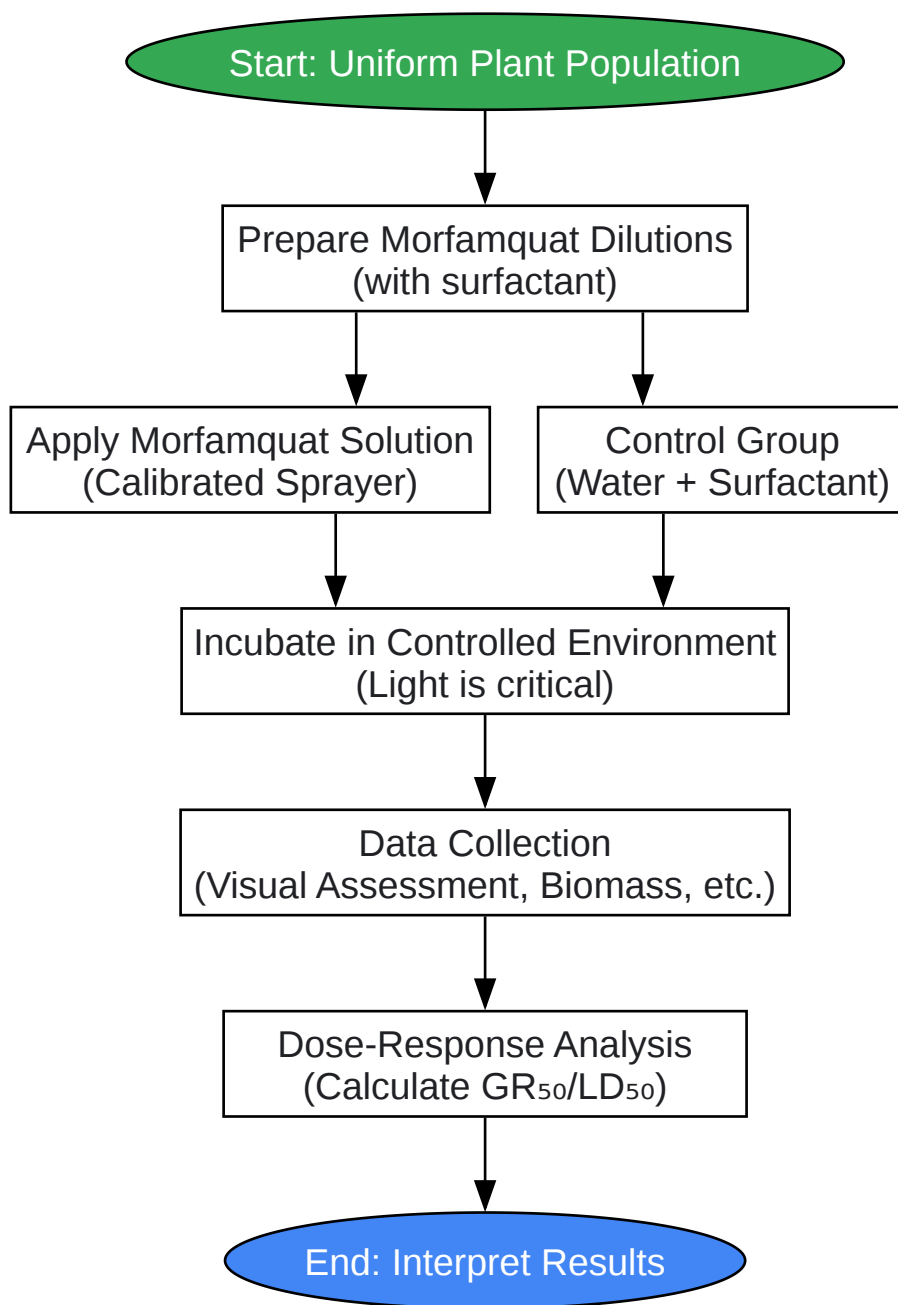 Start: Uniform Plant Population
Prepare Morfamquat Dilutions
(with surfactant)
Apply Morfamquat Solution
(Calibrated Sprayer)
Control Group
(Water + Surfactant)
Incubate in Controlled Environment
(Light is critical)
Data Collection
(Visual Assessment, Biomass, etc.)
Dose-Response Analysis
(Calculate GR₅₀/LD₅₀)
End: Interpret Results